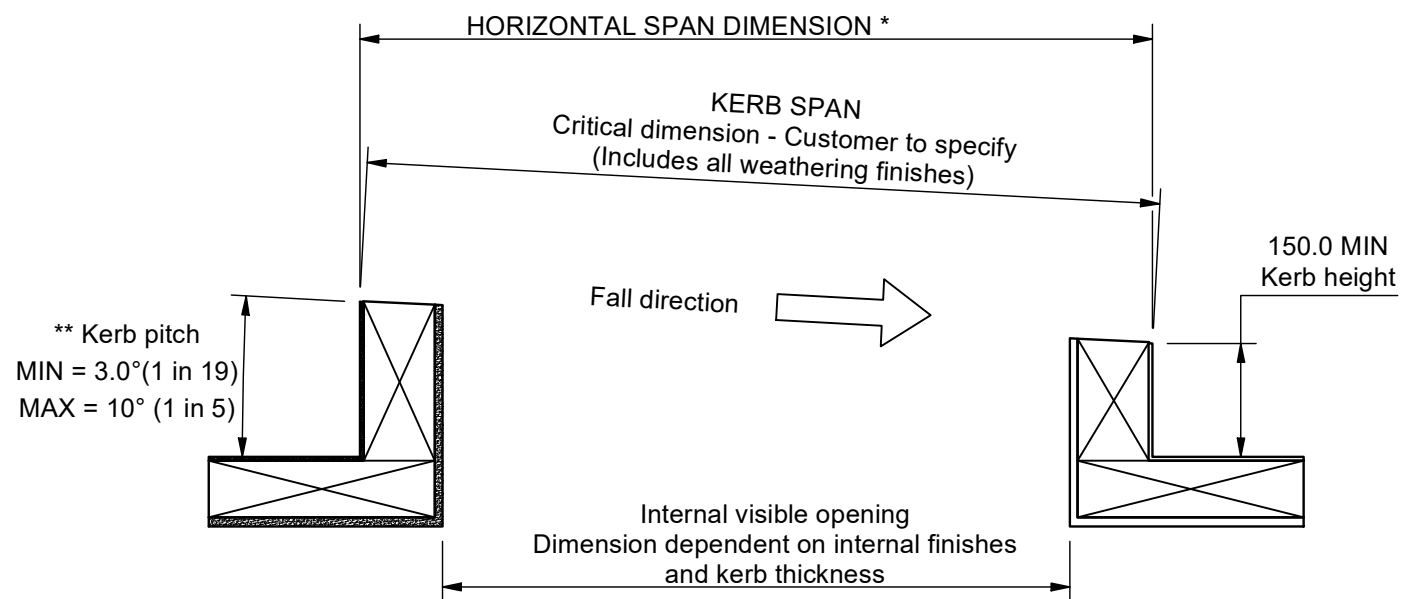 HORIZONTAL SPAN DIMENSION *
KERB SPAN
Critical dimension - Customer to specify
(Includes all weathering finishes)
150.0 MIN
Kerb height
Fall direction
** Kerb pitch
MIN = 3.0°(1 in 19)
MAX = 10° (1 in 5)
Internal visible opening
Dimension dependent on internal finishes
and kerb thickness